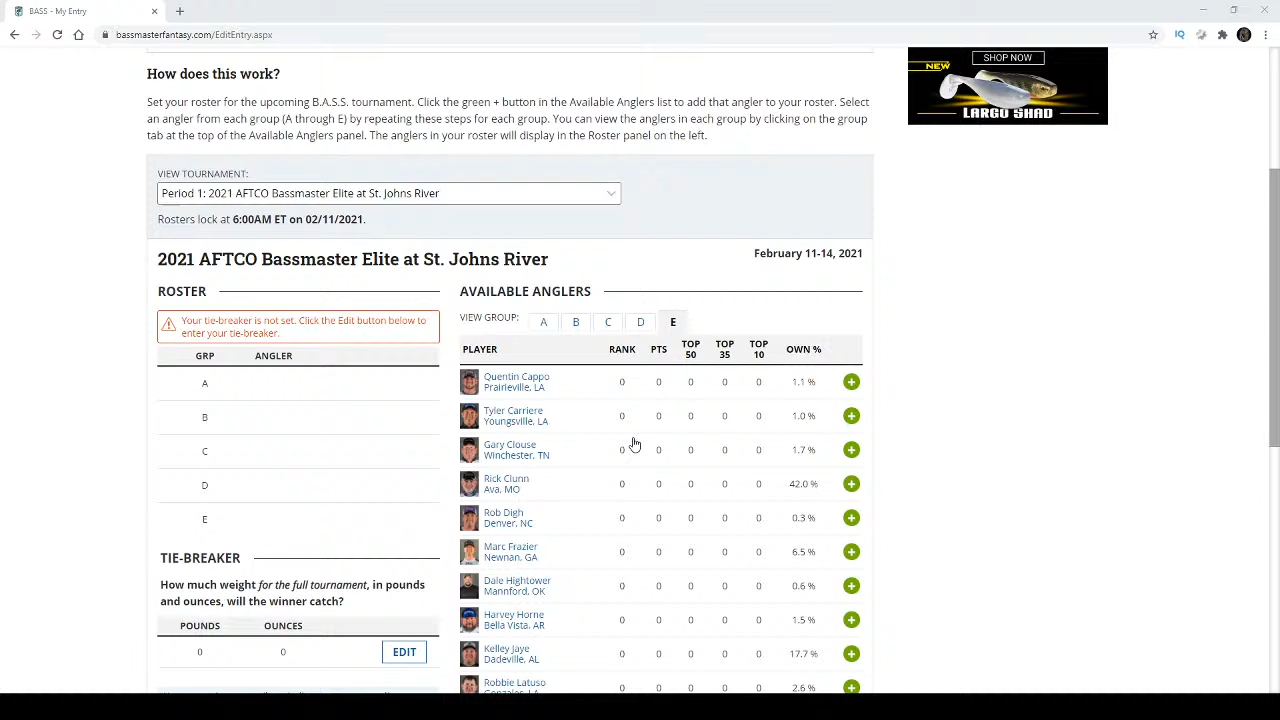 BASS - My Entry
bassmasterfantasy.com/EditEntry.aspx
How does this work?
Set your roster for the upcoming B.A.S.S. tournament. Click the green + button in the Available Anglers list to add that angler to your roster. Select
an angler from each group (A through E), repeating these steps for each group. You can view the anglers in each group by clicking on the group
tab at the top of the Available Anglers panel. The anglers in your roster will display in the Roster panel on the left.
NEW
SHOP NOW
LARGO SHAD
VIEW TOURNAMENT:
Period 1: 2021 AFTCO Bassmaster Elite at St. Johns River
Rosters lock at 6:00AM ET on 02/11/2021.
2021 AFTCO Bassmaster Elite at St. Johns River
February 11-14, 2021
ROSTER
Your tie-breaker is not set. Click the Edit button below to
enter your tie-breaker.
GRP ANGLER
A
B
C
D
E
TIE-BREAKER
How much weight for the full tournament, in pounds
and ounces, will the winner catch?
POUNDS OUNCES
0 0 EDIT
AVAILABLE ANGLERS
VIEW GROUP: A B C D E
PLAYER RANK PTS TOP 50 TOP 35 TOP 10 OWN %
Quentin Cappo
Prairieville, LA
0 0 0 0 0 1.1 %
Tyler Carriere
Youngsville, LA
0 0 0 0 0 1.0 %
Gary Clouse
Winchester, TN
0 0 0 0 0 1.7 %
Rick Clunn
Ava, MO
0 0 0 0 0 42.0 %
Rob Digh
Denver, NC
0 0 0 0 0 0.3 %
Marc Frazier
Newnan, GA
0 0 0 0 0 6.5 %
Dale Hightower
Mannford, OK
0 0 0 0 0 0.6 %
Harvey Horne
Bella Vista, AR
0 0 0 0 0 1.5 %
Kelley Jaye
Dadeville, AL
0 0 0 0 0 17.7 %
Robbie Latuso
Gonzales, LA
0 0 0 0 0 2.6 %